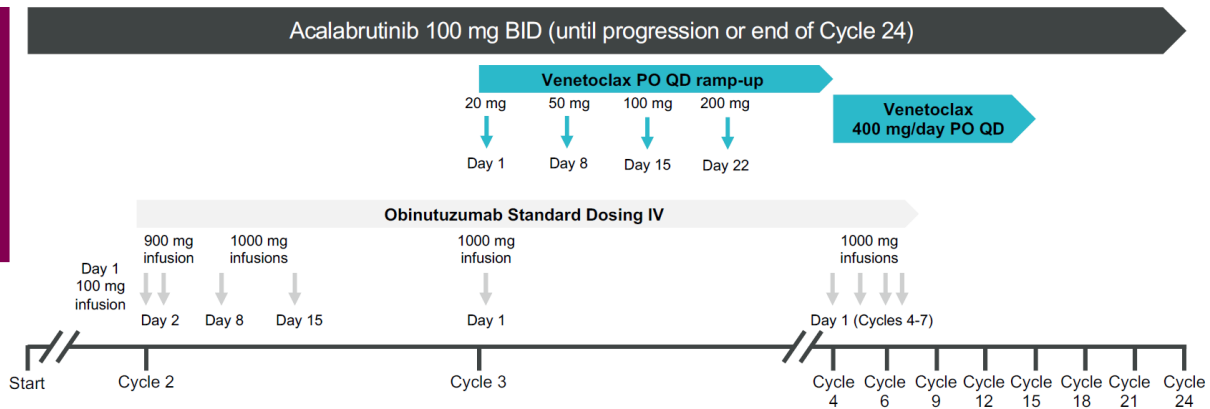 Acalabrutinib 100 mg BID (until progression or end of Cycle 24)
Venetoclax PO QD ramp-up
20 mg
50 mg
100 mg
200 mg
Day 1
Day 8
Day 15
Day 22
Venetoclax
400 mg/day PO QD
Obinutuzumab Standard Dosing IV
Day 1
100 mg
infusion
900 mg
infusion
1000 mg
infusions
1000 mg
infusion
1000 mg
infusions
Day 2
Day 8
Day 15
Day 1
Day 1 (Cycles 4-7)
Start
Cycle 2
Cycle 3
Cycle
4
Cycle
6
Cycle
9
Cycle
12
Cycle
15
Cycle
18
Cycle
21
Cycle
24